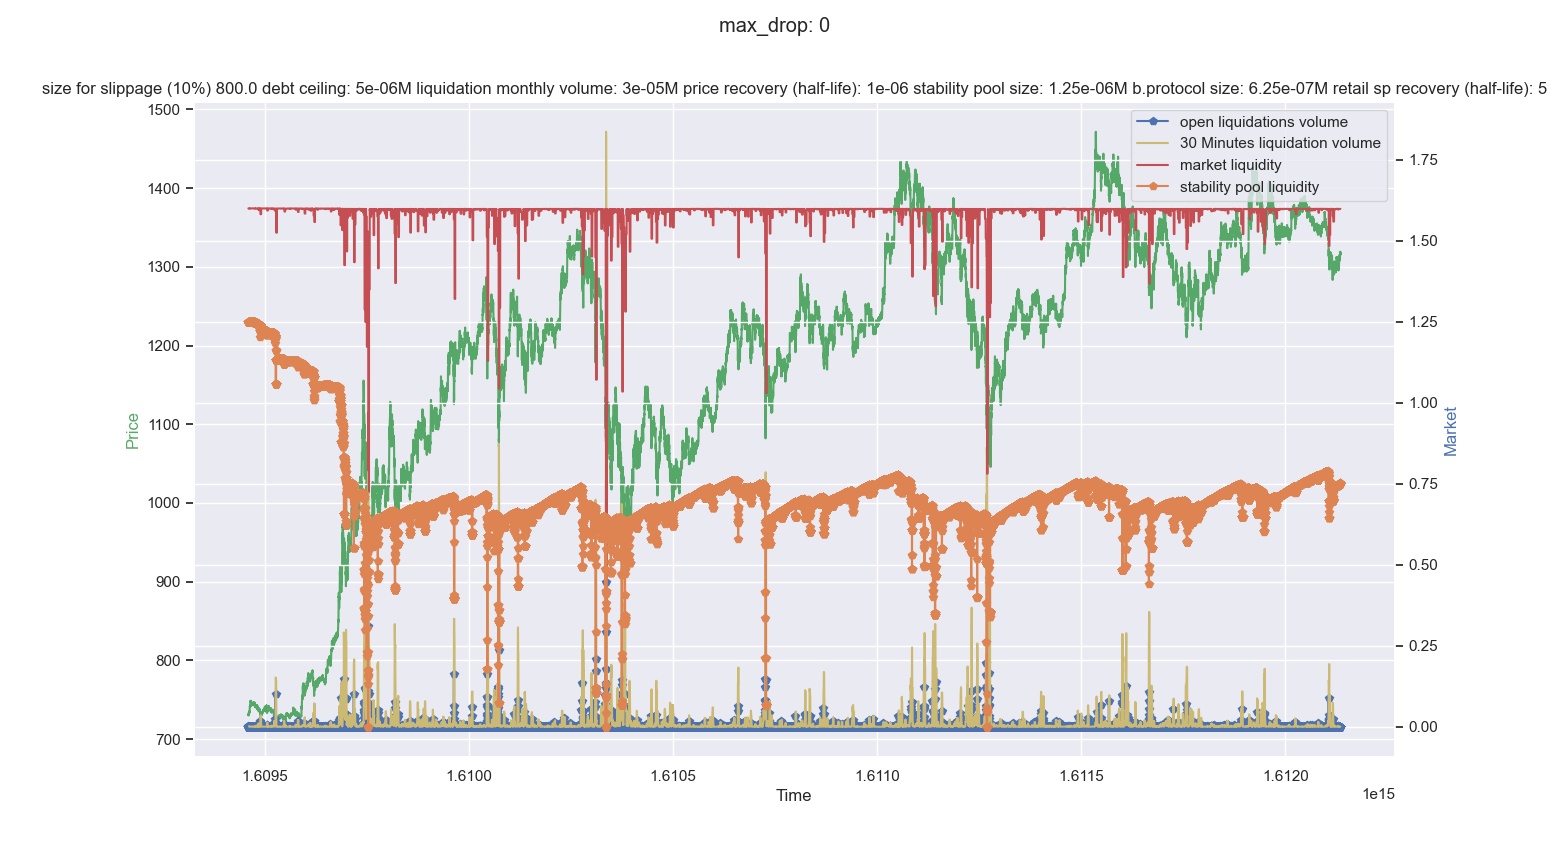 max_drop: 0
size for slippage (10%) 800.0 debt ceiling: 5e-06M liquidation monthly volume: 3e-05M price recovery (half-life): 1e-06 stability pool size: 1.25e-06M b.protocol size: 6.25e-07M retail sp recovery (half-life): 5
open liquidations volume
30 Minutes liquidation volume
market liquidity
stability pool liquidity
1500
1400
1300
1200
1100
1000
900
800
700
Price
1.75
1.50
1.25
1.00
0.75
0.50
0.25
0.00
Market
1.6095
1.6100
1.6105
1.6110
1.6115
1.6120
1e15
Time